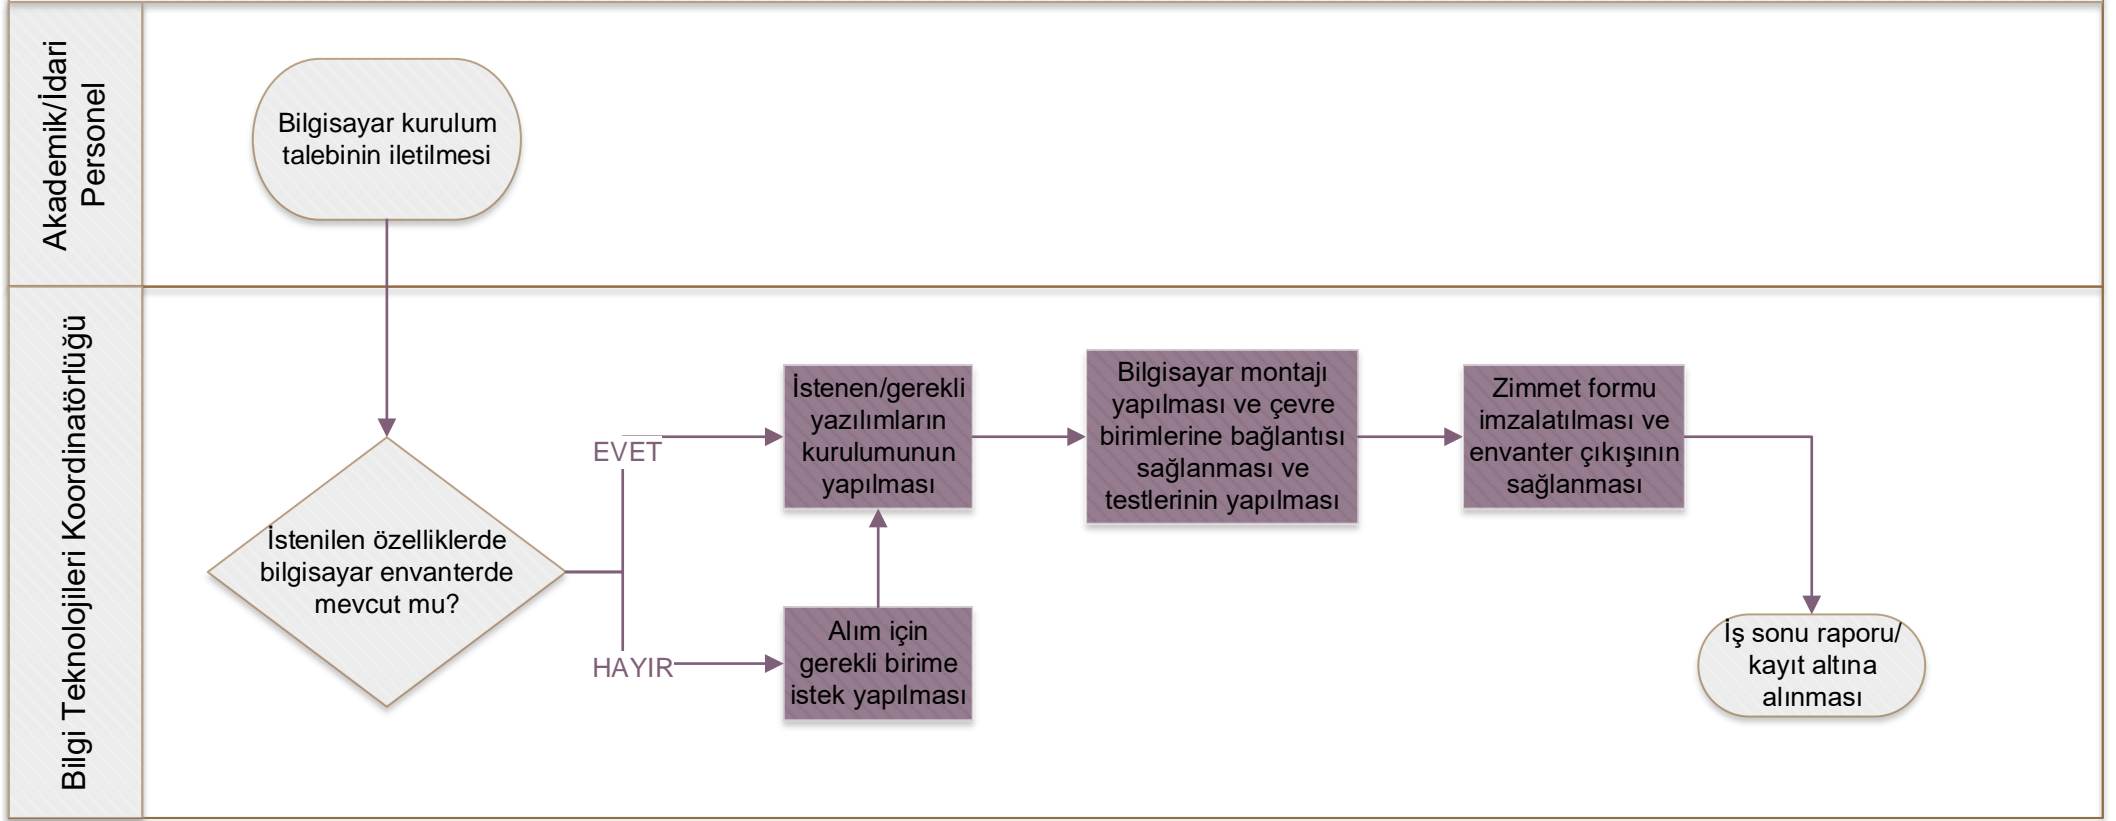 Akademik/İdari
Personel
Bilgisayar kurulum
talebinin iletilmesi
Bilgi Teknolojileri Koordinatörlüğü
İstenilen özelliklerde
bilgisayar envanterde
mevcut mu?
EVET
HAYIR
İstenen/gerekli
yazılımların
kurulumunun
yapılması
Alım için
gerekli birime
istek yapılması
Bilgisayar montajı
yapılması ve çevre
birimlerine bağlantısı
sağlanması ve
testlerinin yapılması
Zimmet formu
imzalatılması ve
envanter çıkışının
sağlanması
İş sonu raporu/
kayıt altına
alınması